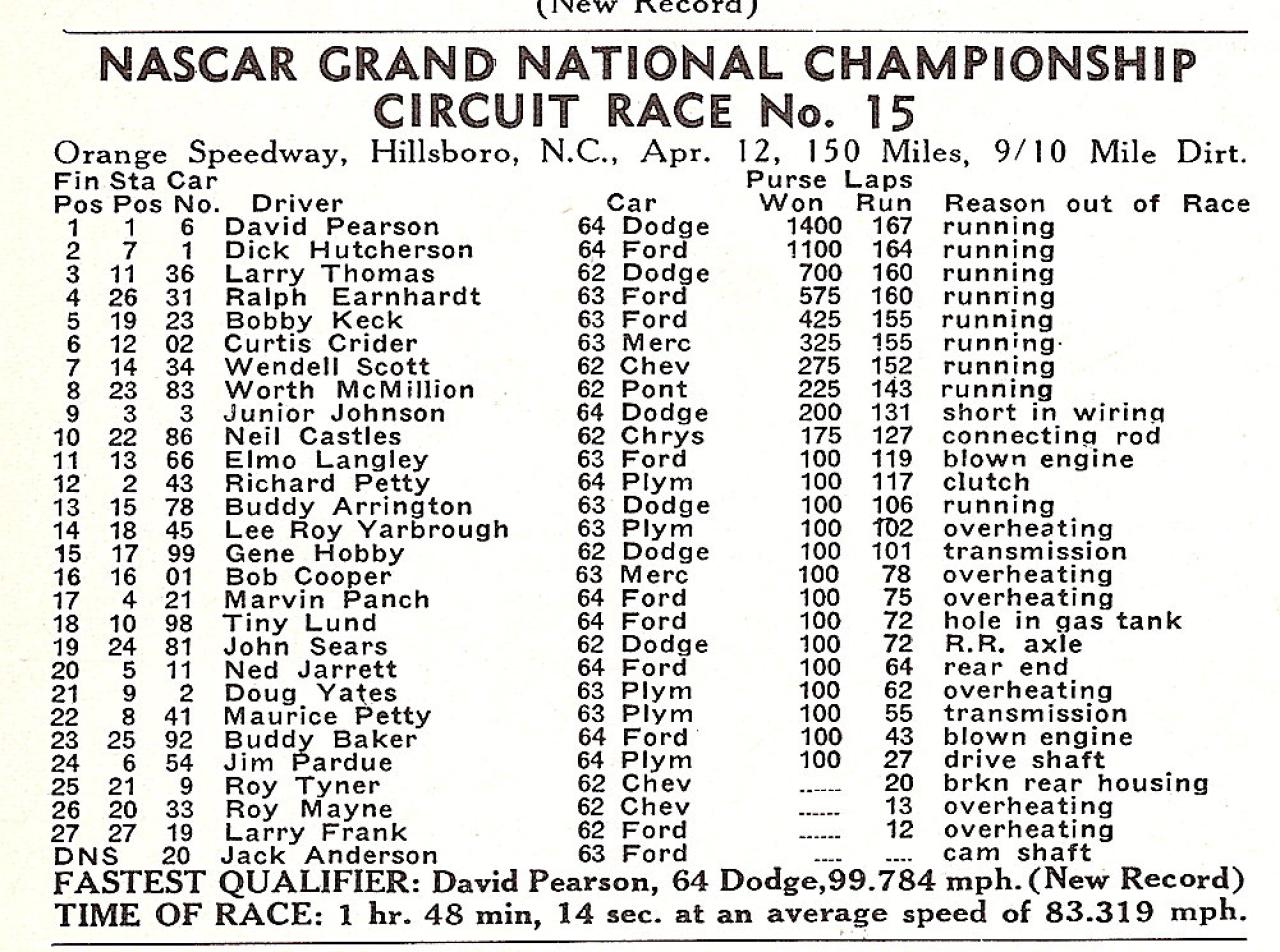 (New Record)
NASCAR GRAND NATIONAL CHAMPIONSHIP
CIRCUIT RACE No. 15
Orange Speedway, Hillsboro, N.C., Apr. 12, 150 Miles, 9/10 Mile Dirt.
Fin Sta Car Purse Laps
Pos Pos No. Driver Car Won Run Reason out of Race
1 1 6 David Pearson 64 Dodge 1400 167 running
2 7 1 Dick Hutcherson 64 Ford 1100 164 running
3 11 36 Larry Thomas 62 Dodge 700 160 running
4 26 31 Ralph Earnhardt 63 Ford 575 160 running
5 19 23 Bobby Keck 63 Ford 425 155 running
6 12 02 Curtis Crider 63 Merc 325 155 running
7 14 34 Wendell Scott 62 Chev 275 152 running
8 23 83 Worth McMillion 62 Pont 225 143 running
9 3 3 Junior Johnson 64 Dodge 200 131 short in wiring
10 22 86 Neil Castles 62 Chrys 175 127 connecting rod
11 13 66 Elmo Langley 63 Ford 100 119 blown engine
12 2 43 Richard Petty 64 Plym 100 117 clutch
13 15 78 Buddy Arrington 63 Dodge 100 106 running
14 18 45 Lee Roy Yarbrough 63 Plym 100 102 overheating
15 17 99 Gene Hobby 62 Dodge 100 101 transmission
16 16 01 Bob Cooper 63 Merc 100 78 overheating
17 4 21 Marvin Panch 64 Ford 100 75 overheating
18 10 98 Tiny Lund 64 Ford 100 72 hole in gas tank
19 24 81 John Sears 62 Dodge 100 72 R.R. axle
20 5 11 Ned Jarrett 64 Ford 100 64 rear end
21 9 2 Doug Yates 63 Plym 100 62 overheating
22 8 41 Maurice Petty 63 Plym 100 55 transmission
23 25 92 Buddy Baker 64 Ford 100 43 blown engine
24 6 54 Jim Pardue 64 Plym 100 27 drive shaft
25 21 9 Roy Tyner 62 Chev ...... 20 brkn rear housing
26 20 33 Roy Mayne 62 Chev ...... 13 overheating
27 27 19 Larry Frank 62 Ford ...... 12 overheating
DNS 20 Jack Anderson 63 Ford .... .... cam shaft
FASTEST QUALIFIER: David Pearson, 64 Dodge,99.784 mph.(New Record)
TIME OF RACE: 1 hr. 48 min, 14 sec. at an average speed of 83.319 mph.